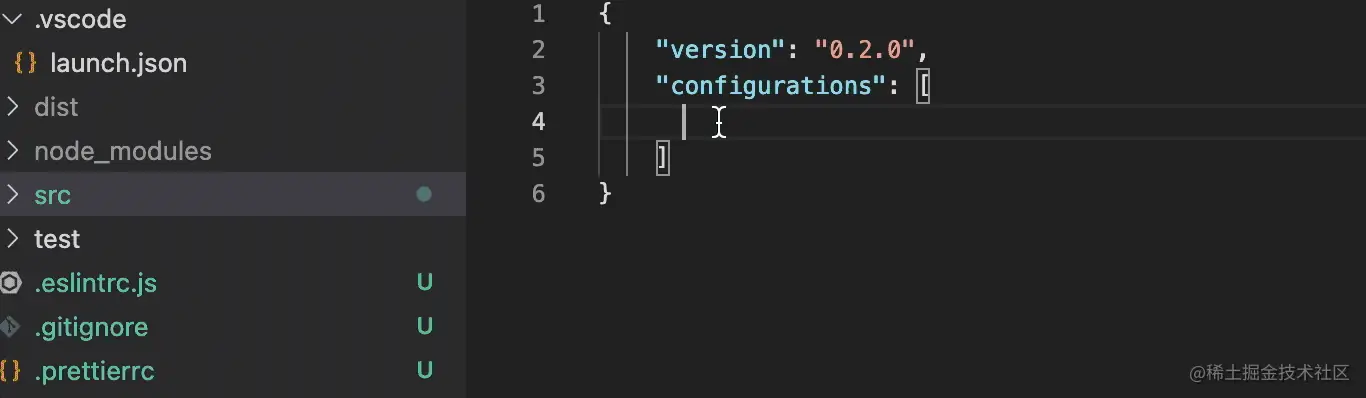 .vscode
launch.json
dist
node_modules
src
test
.eslintrc.js U
.gitignore U
.prettierrc U
1 {
2 "version": "0.2.0",
3 "configurations": [
4
5 ]
6 }
@稀土掘金技术社区